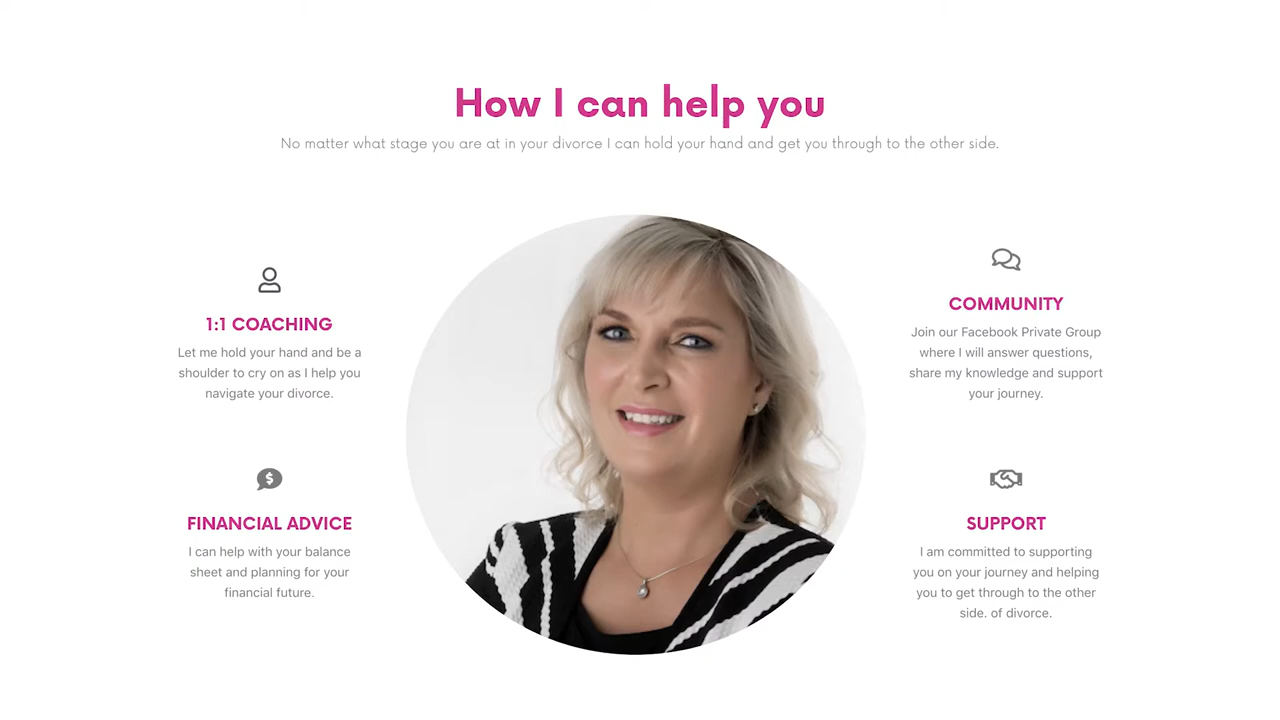 How I can help you
No matter what stage you are at in your divorce I can hold your hand and get you through to the other side.
1:1 COACHING
Let me hold your hand and be a
shoulder to cry on as I help you
navigate your divorce.
FINANCIAL ADVICE
I can help with your balance
sheet and planning for your
financial future.
COMMUNITY
Join our Facebook Private Group
where I will answer questions,
share my knowledge and support
your journey.
SUPPORT
I am committed to supporting
you on your journey and helping
you to get through to the other
side. of divorce.